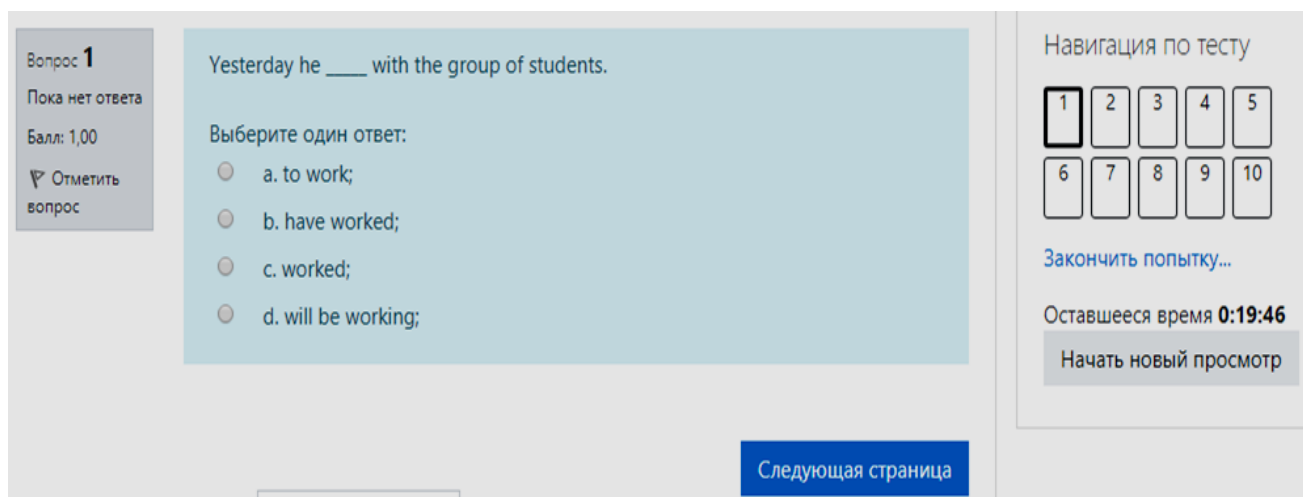 Вопрос 1
Пока нет ответа
Балл: 1,00
Отметить
вопрос
Yesterday he ____ with the group of students.
Выберите один ответ:
a. to work;
b. have worked;
c. worked;
d. will be working;
Следующая страница
Навигация по тесту
1 2 3 4 5
6 7 8 9 10
Закончить попытку...
Оставшееся время 0:19:46
Начать новый просмотр